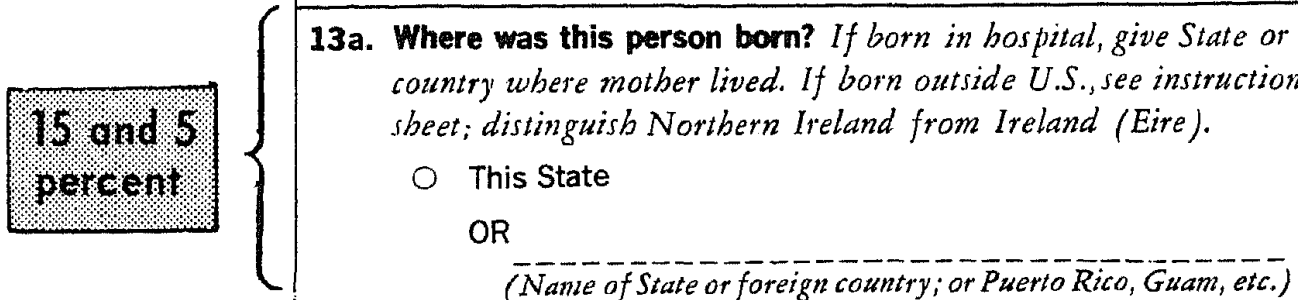 15 and 5
percent
13a. Where was this person born? If born in hospital, give State or
country where mother lived. If born outside U.S., see instruction
sheet; distinguish Northern Ireland from Ireland (Eire).
This State
OR
(Name of State or foreign country; or Puerto Rico, Guam, etc.)